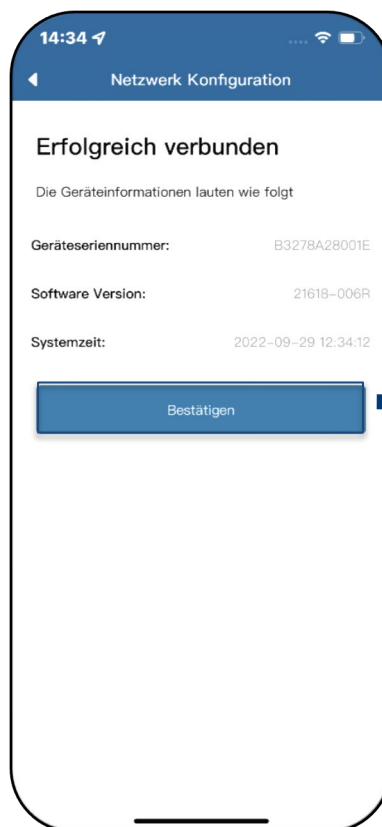 14:34
Netzwerk Konfiguration
Erfolgreich verbunden
Die Geräteinformationen lauten wie folgt
Geräteseriennummer: B3278A28001E
Software Version: 21618-006R
Systemzeit: 2022-09-29 12:34:12
Bestätigen